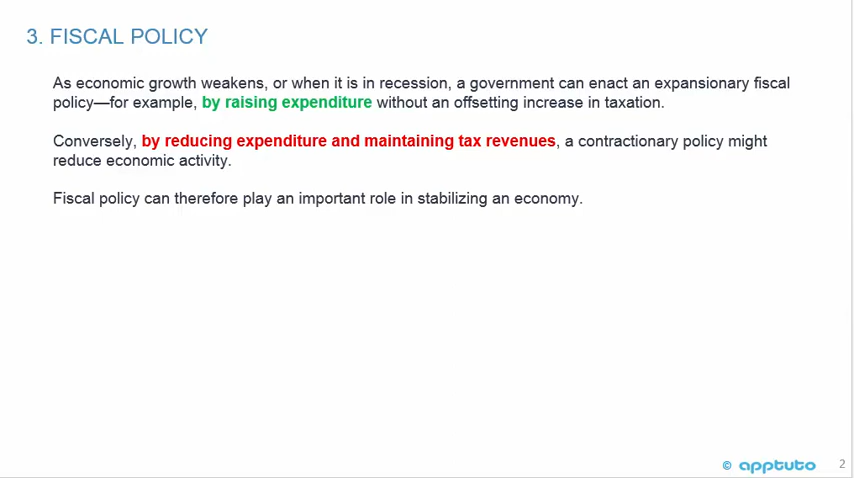 3. FISCAL POLICY
As economic growth weakens, or when it is in recession, a government can enact an expansionary fiscal
policy—for example, by raising expenditure without an offsetting increase in taxation.
Conversely, by reducing expenditure and maintaining tax revenues, a contractionary policy might
reduce economic activity.
Fiscal policy can therefore play an important role in stabilizing an economy.
© apptuto 2